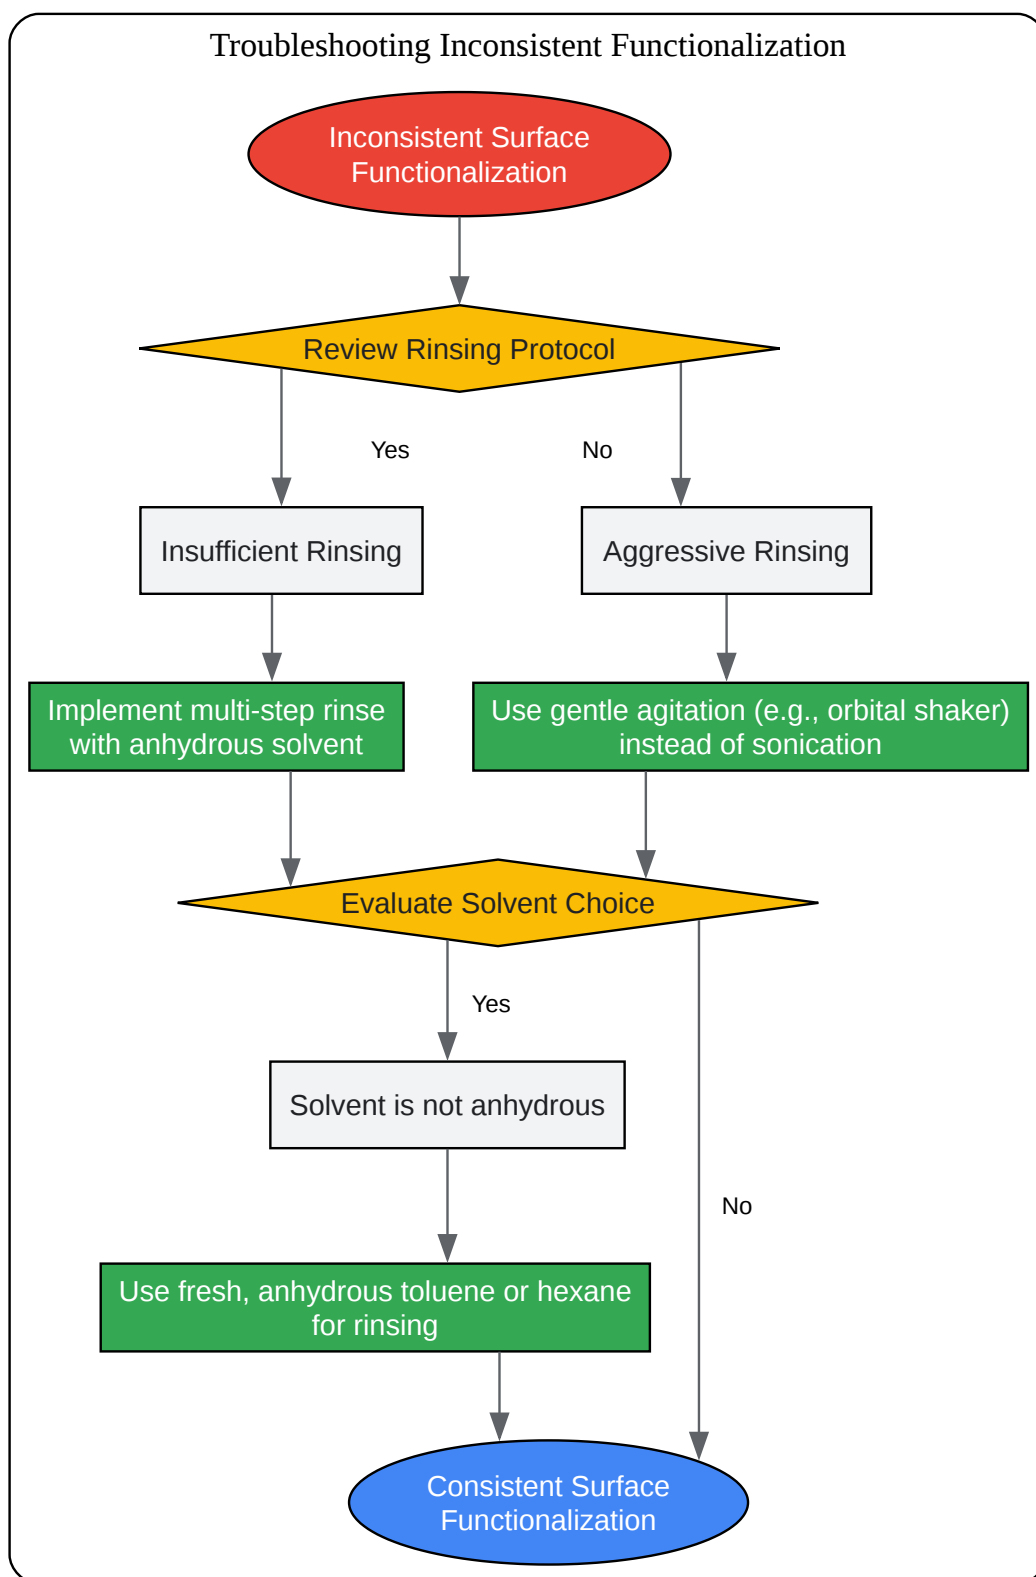 Troubleshooting Inconsistent Functionalization
Inconsistent Surface
Functionalization
Review Rinsing Protocol
Yes
No
Insufficient Rinsing
Aggressive Rinsing
Implement multi-step rinse
with anhydrous solvent
Use gentle agitation (e.g., orbital shaker)
instead of sonication
Evaluate Solvent Choice
Yes
Solvent is not anhydrous
No
Use fresh, anhydrous toluene or hexane
for rinsing
Consistent Surface
Functionalization